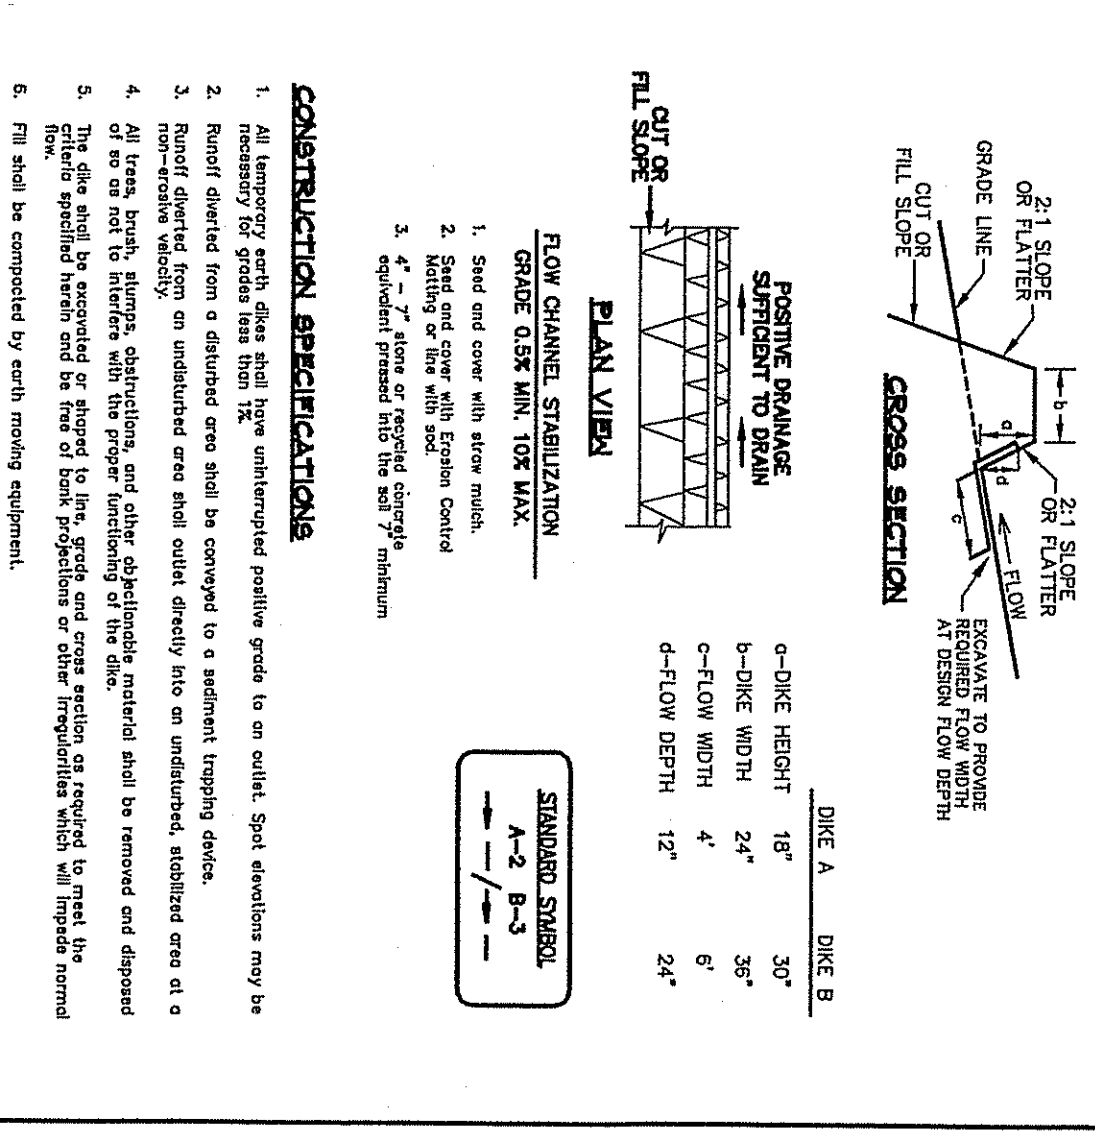 2:1 SLOPE
OR FLATTER
GRADE LINE
CUT OR
FILL SLOPE
b
a
d
c
2:1 SLOPE
OR FLATTER
FLOW
EXCAVATE TO PROVIDE
REQUIRED FLOW WIDTH
AT DESIGN FLOW DEPTH
CROSS SECTION
DIKE A DIKE B
a-DIKE HEIGHT 18" 30"
b-DIKE WIDTH 24" 36"
c-FLOW WIDTH 4' 6'
d-FLOW DEPTH 12" 24"
POSITIVE DRAINAGE
SUFFICIENT TO DRAIN
CUT OR
FILL SLOPE
PLAN VIEW
FLOW CHANNEL STABILIZATION
GRADE 0.5% MIN. 10% MAX.
1. Seed and cover with straw mulch.
2. Seed and cover with Erosion Control
Matting or line with sod.
3. 4" - 7" stone or recycled concrete
equivalent pressed into the soil 7" minimum
STANDARD SYMBOL
A-2 B-3
CONSTRUCTION SPECIFICATIONS
1. All temporary earth dikes shall have uninterrupted positive grade to an outlet. Spot elevations may be
necessary for grades less than 1%.
2. Runoff diverted from a disturbed area shall be conveyed to a sediment trapping device.
3. Runoff diverted from an undisturbed area shall outlet directly into an undisturbed, stabilized area at a
non-erosive velocity.
4. All trees, brush, stumps, obstructions, and other objectionable material shall be removed and disposed
of so as not to interfere with the proper functioning of the dike.
5. The dike shall be excavated or shaped to line, grade and cross section as required to meet the
criteria specified herein and be free of bank projections or other irregularities which will impede normal
flow.
6. Fill shall be compacted by earth moving equipment.